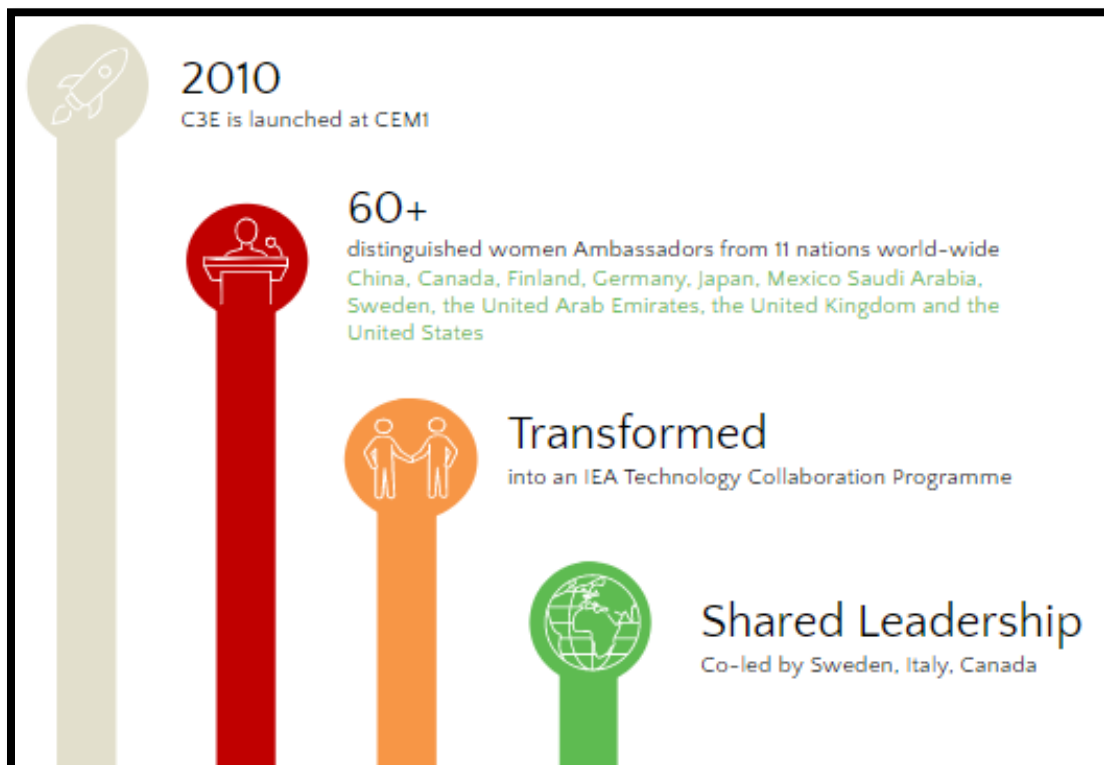 2010
C3E is launched at CEM1
60+
distinguished women Ambassadors from 11 nations world-wide
China, Canada, Finland, Germany, Japan, Mexico Saudi Arabia,
Sweden, the United Arab Emirates, the United Kingdom and the
United States
Transformed
into an IEA Technology Collaboration Programme
Shared Leadership
Co-led by Sweden, Italy, Canada